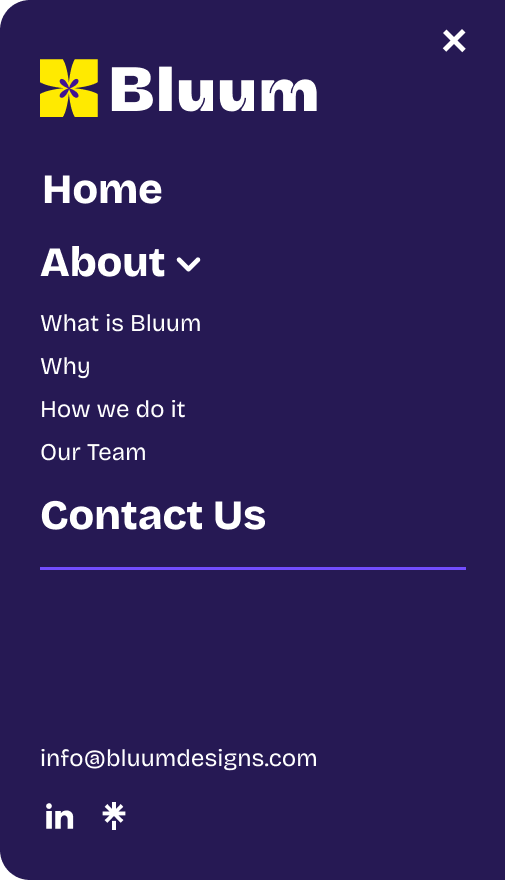 Bluum
Home
About
What is Bluum
Why
How we do it
Our Team
Contact Us
info@bluumdesigns.com
in